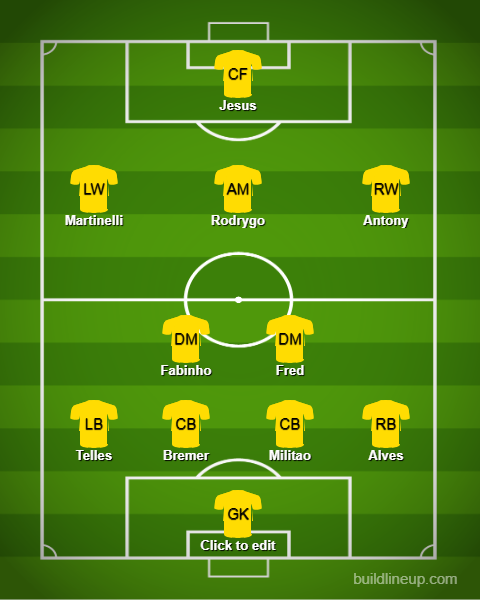 CF
Jesus
LW AM RW
Martinelli Rodrygo Antony
DM DM
Fabinho Fred
LB CB CB RB
Telles Bremer Militao Alves
GK
Click to edit
buildlineup.com